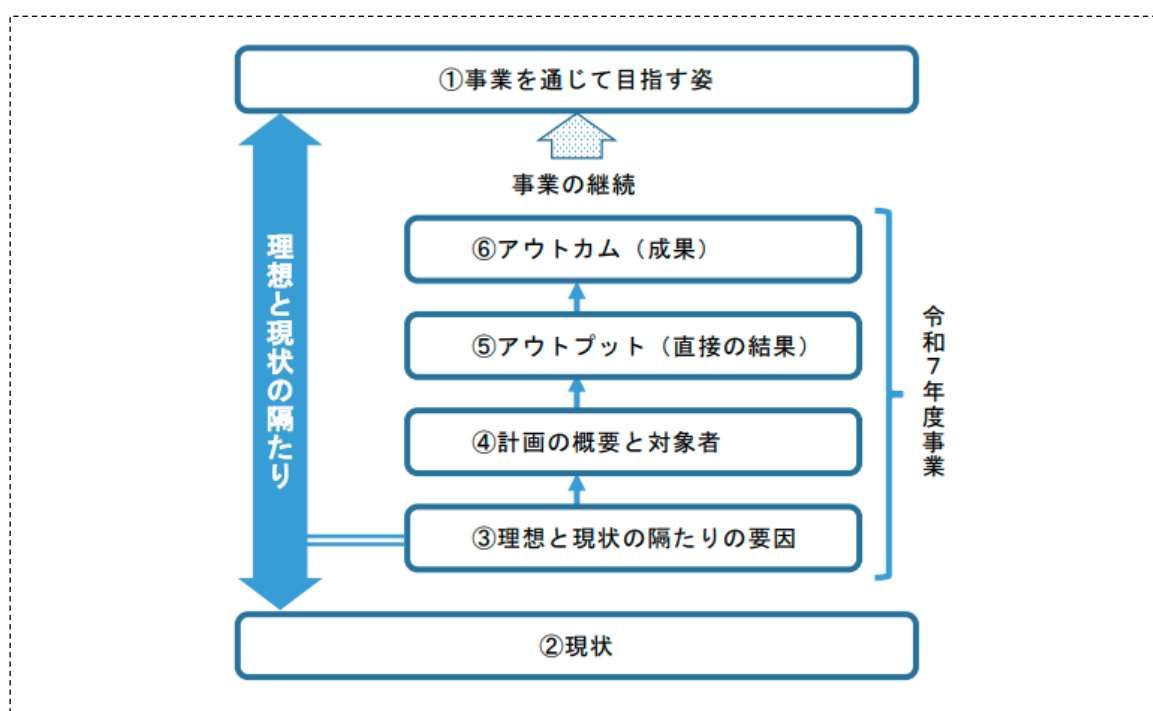 ①事業を通じて目指す姿
事業の継続
⑥アウトカム（成果）
⑤アウトプット（直接の結果）
④計画の概要と対象者
③理想と現状の隔たりの要因
理想と現状の隔たり
令和７年度事業
②現状